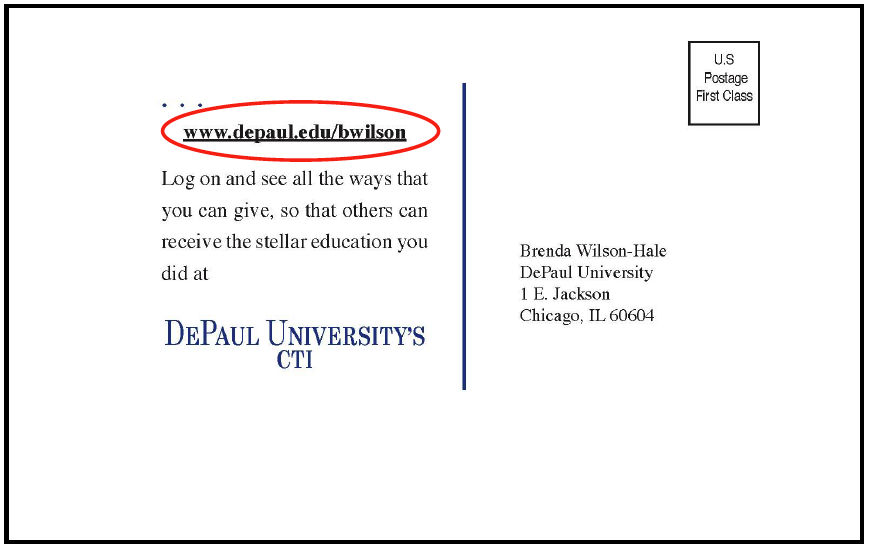 . . .
www.depaul.edu/bwilson
Log on and see all the ways that
you can give, so that others can
receive the stellar education you
did at
DEPAUL UNIVERSITY'S
CTI
U.S
Postage
First Class
Brenda Wilson-Hale
DePaul University
1 E. Jackson
Chicago, IL 60604